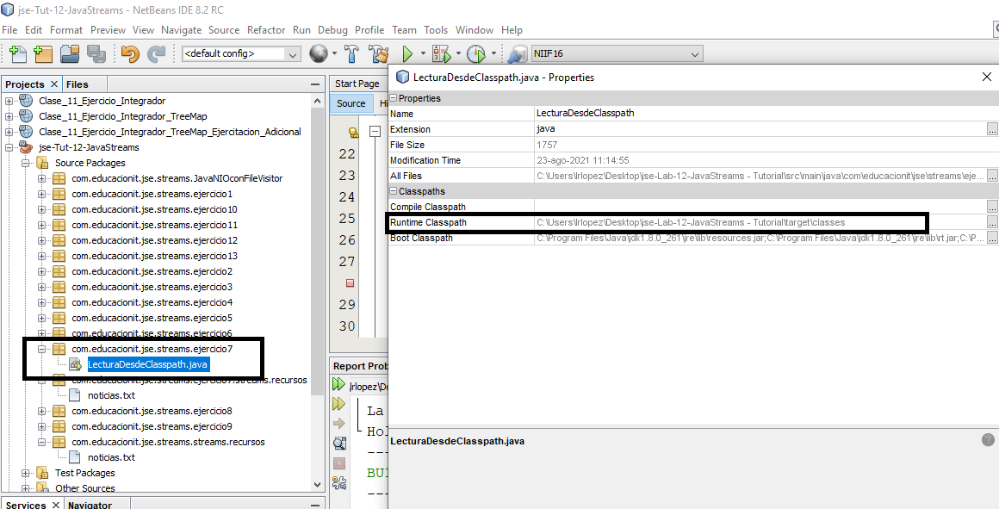 jse-Tut-12-JavaStreams - NetBeans IDE 8.2 RC
File Edit Format Preview View Navigate Source Refactor Run Debug Profile Team Tools Window Help
<default config>
NIIF16
Projects
Files
Clase_11_Ejercicio_Integrador
Clase_11_Ejercicio_Integrador_TreeMap
Clase_11_Ejercicio_Integrador_TreeMap_Ejercitacion_Adicional
jse-Tut-12-JavaStreams
Source Packages
com.educacionit.jse.streams.JavaNIOconFileVisitor
com.educacionit.jse.streams.ejercicio1
com.educacionit.jse.streams.ejercicio10
com.educacionit.jse.streams.ejercicio11
com.educacionit.jse.streams.ejercicio12
com.educacionit.jse.streams.ejercicio13
com.educacionit.jse.streams.ejercicio2
com.educacionit.jse.streams.ejercicio3
com.educacionit.jse.streams.ejercicio4
com.educacionit.jse.streams.ejercicio5
com.educacionit.jse.streams.ejercicio6
com.educacionit.jse.streams.ejercicio7
LecturaDesdeClasspath.java
com.educacionit.jse.streams.ejercicio7.streams.recursos
noticias.txt
com.educacionit.jse.streams.ejercicio8
com.educacionit.jse.streams.ejercicio9
com.educacionit.jse.streams.streams.recursos
noticias.txt
Test Packages
Other Sources
Services
Navigator
Start Page
Source
Hi
22
23
24
25
26
27
29
30
Report Prob
\rlopez\De
La
Hol
---
BUI
---
LecturaDesdeClasspath.java - Properties
Properties
Name LecturaDesdeClasspath
Extension java
File Size 1757
Modification Time 23-ago-2021 11:14:55
All Files C:\Users\rlopez\Desktop\jse-Lab-12-JavaStreams - Tutorial\src\main\java\com\educacionit\jse\streams\eje...
Classpaths
Compile Classpath
Runtime Classpath C:\Users\rlopez\Desktop\jse-Lab-12-JavaStreams - Tutorial\target\classes
Boot Classpath C:\Program Files\Java\jdk1.8.0_261\jre\lib\resources.jar;C:\Program Files\Java\jdk1.8.0_261\jre\lib\rt.jar;C:\P...
LecturaDesdeClasspath.java